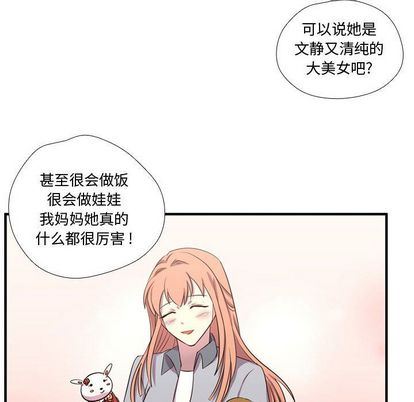 可以说她是
文静又清纯的
大美女吧?
甚至很会做饭
很会做娃娃
我妈妈她真的
什么都很厉害!